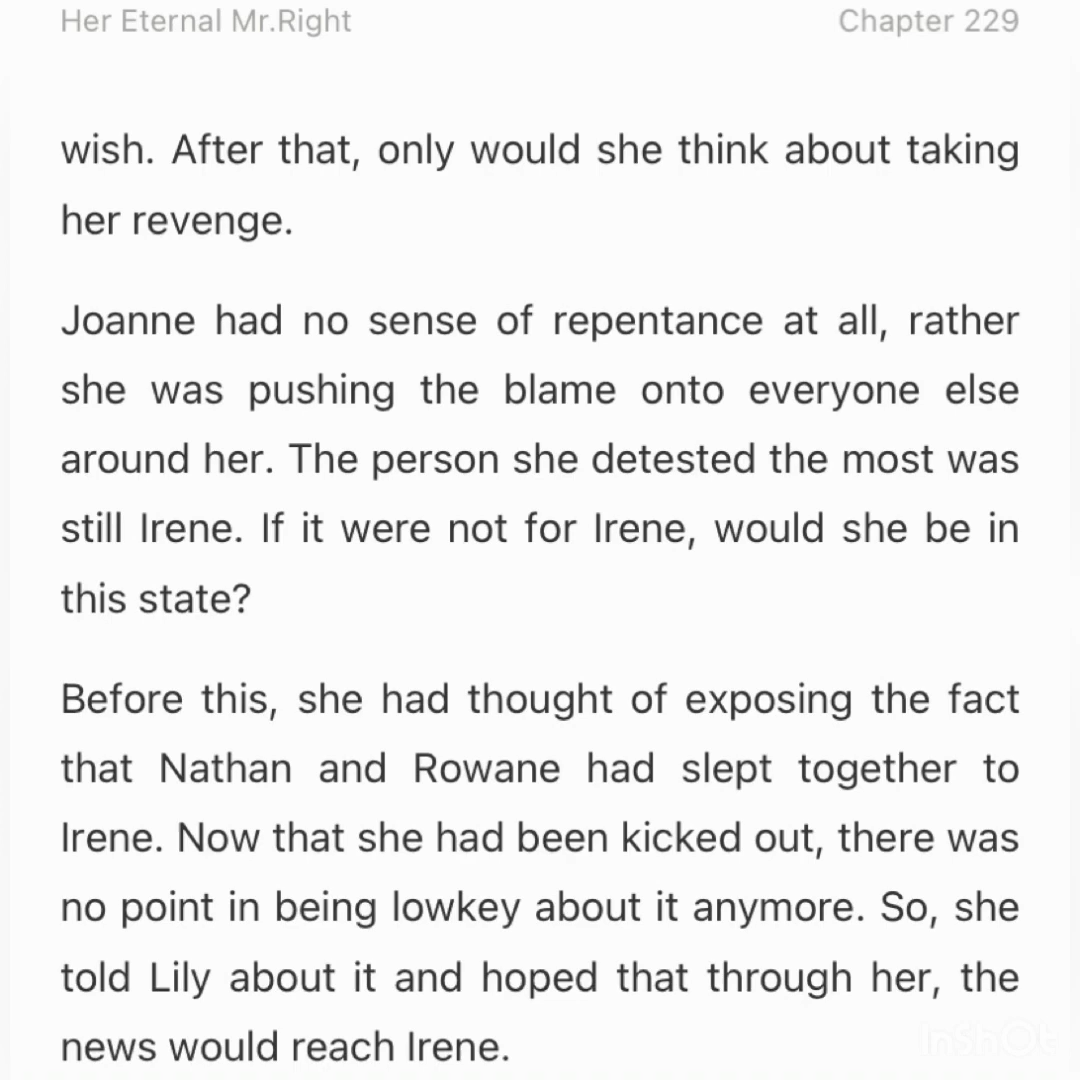 Her Eternal Mr.Right Chapter 229
wish. After that, only would she think about taking
her revenge.
Joanne had no sense of repentance at all, rather
she was pushing the blame onto everyone else
around her. The person she detested the most was
still Irene. If it were not for Irene, would she be in
this state?
Before this, she had thought of exposing the fact
that Nathan and Rowane had slept together to
Irene. Now that she had been kicked out, there was
no point in being lowkey about it anymore. So, she
told Lily about it and hoped that through her, the
news would reach Irene.
InShOt